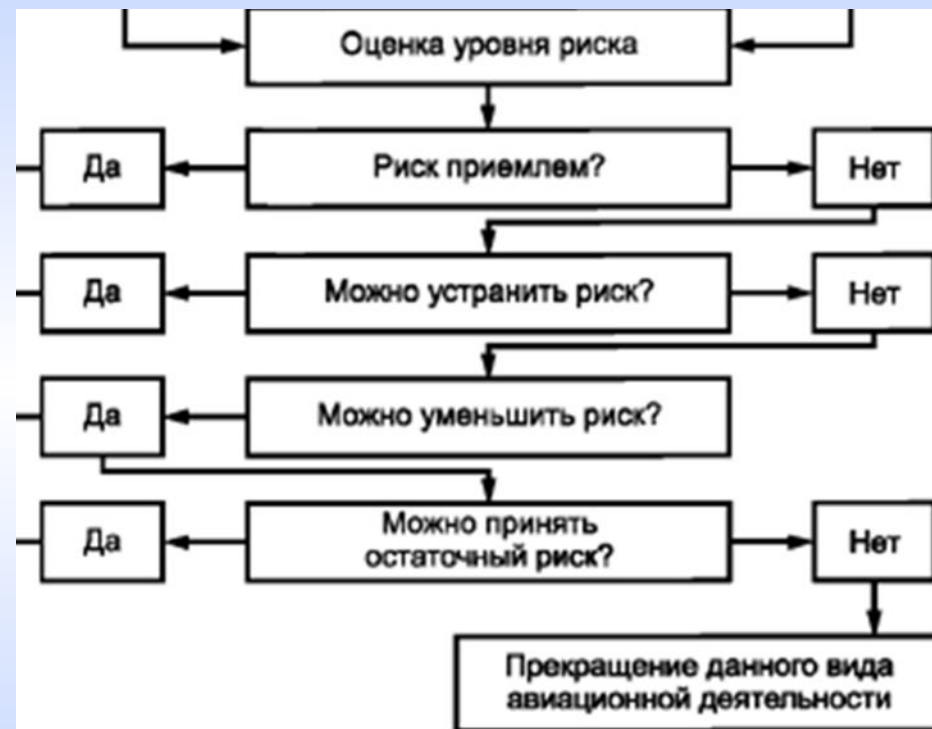 Оценка уровня риска
Да
Риск приемлем?
Нет
Да
Можно устранить риск?
Нет
Да
Можно уменьшить риск?
Да
Можно принять
остаточный риск?
Нет
Прекращение данного вида
авиационной деятельности